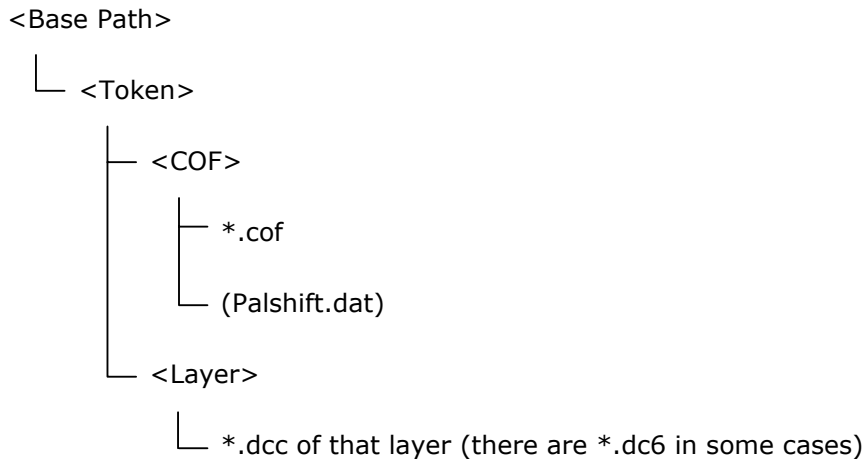 <Base Path>
<Token>
<COF>
*.cof
(Palshift.dat)
<Layer>
*.dcc of that layer (there are *.dc6 in some cases)